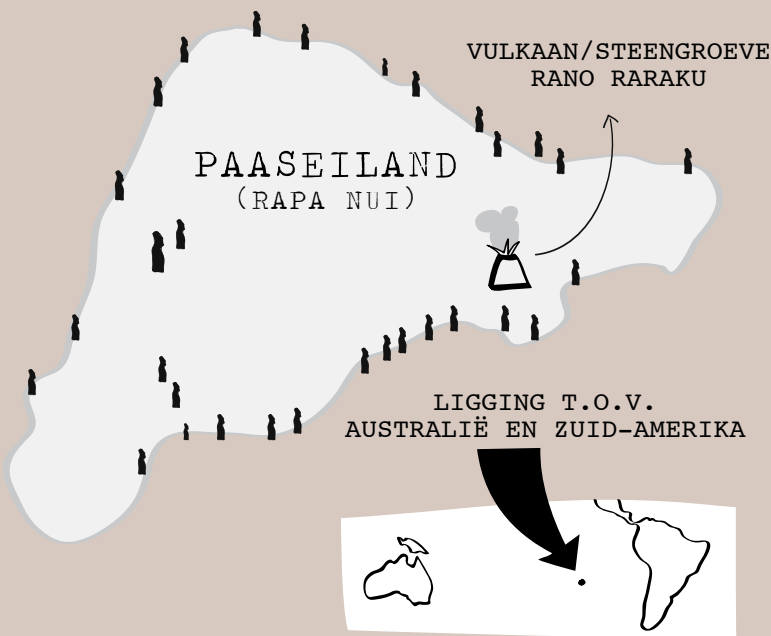 VULKAAN/STEENGROEVE
RANO RARAKU
PAASEILAND
(RAPA NUI)
LIGGING T.O.V.
AUSTRALIË EN ZUID-AMERIKA